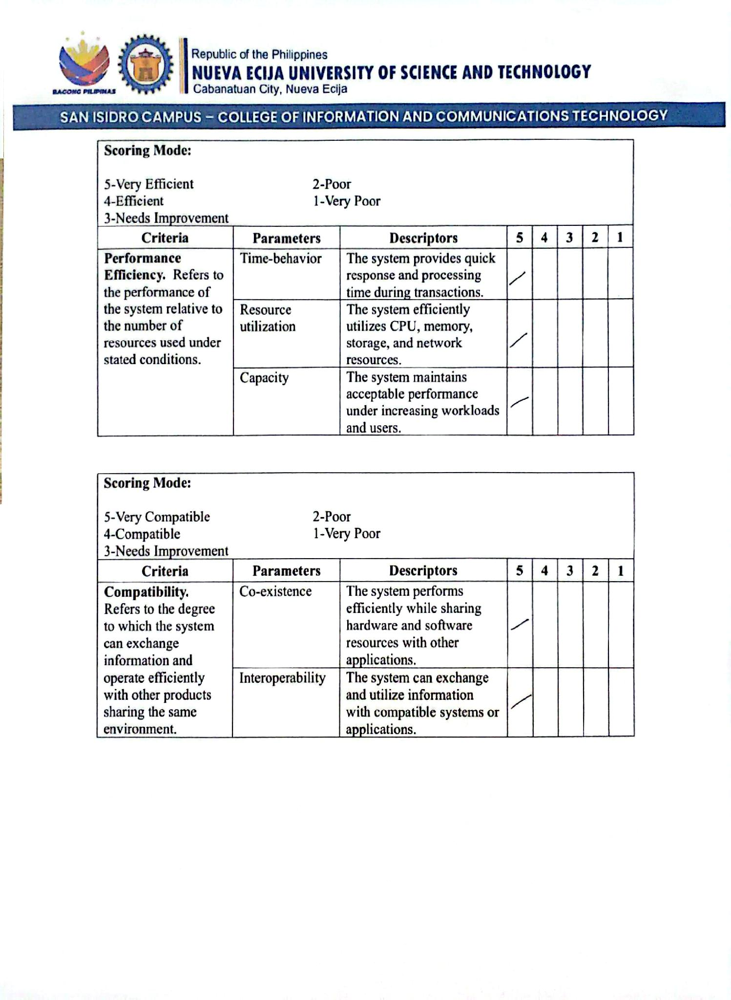 BAGONG PILIPINAS
Republic of the Philippines
NUEVA ECIJA UNIVERSITY OF SCIENCE AND TECHNOLOGY
Cabanatuan City, Nueva Ecija
SAN ISIDRO CAMPUS – COLLEGE OF INFORMATION AND COMMUNICATIONS TECHNOLOGY
Scoring Mode:
5-Very Efficient 2-Poor
4-Efficient 1-Very Poor
3-Needs Improvement
Criteria Parameters Descriptors 5 4 3 2 1
Performance Time-behavior The system provides quick
Efficiency. Refers to response and processing /
the performance of time during transactions.
the system relative to Resource The system efficiently
the number of utilization utilizes CPU, memory,
resources used under storage, and network /
stated conditions. resources.
Capacity The system maintains
acceptable performance /
under increasing workloads
and users.
Scoring Mode:
5-Very Compatible 2-Poor
4-Compatible 1-Very Poor
3-Needs Improvement
Criteria Parameters Descriptors 5 4 3 2 1
Compatibility. Co-existence The system performs
Refers to the degree efficiently while sharing
to which the system hardware and software /
can exchange resources with other
information and applications.
operate efficiently Interoperability The system can exchange
with other products and utilize information /
sharing the same with compatible systems or
environment. applications.